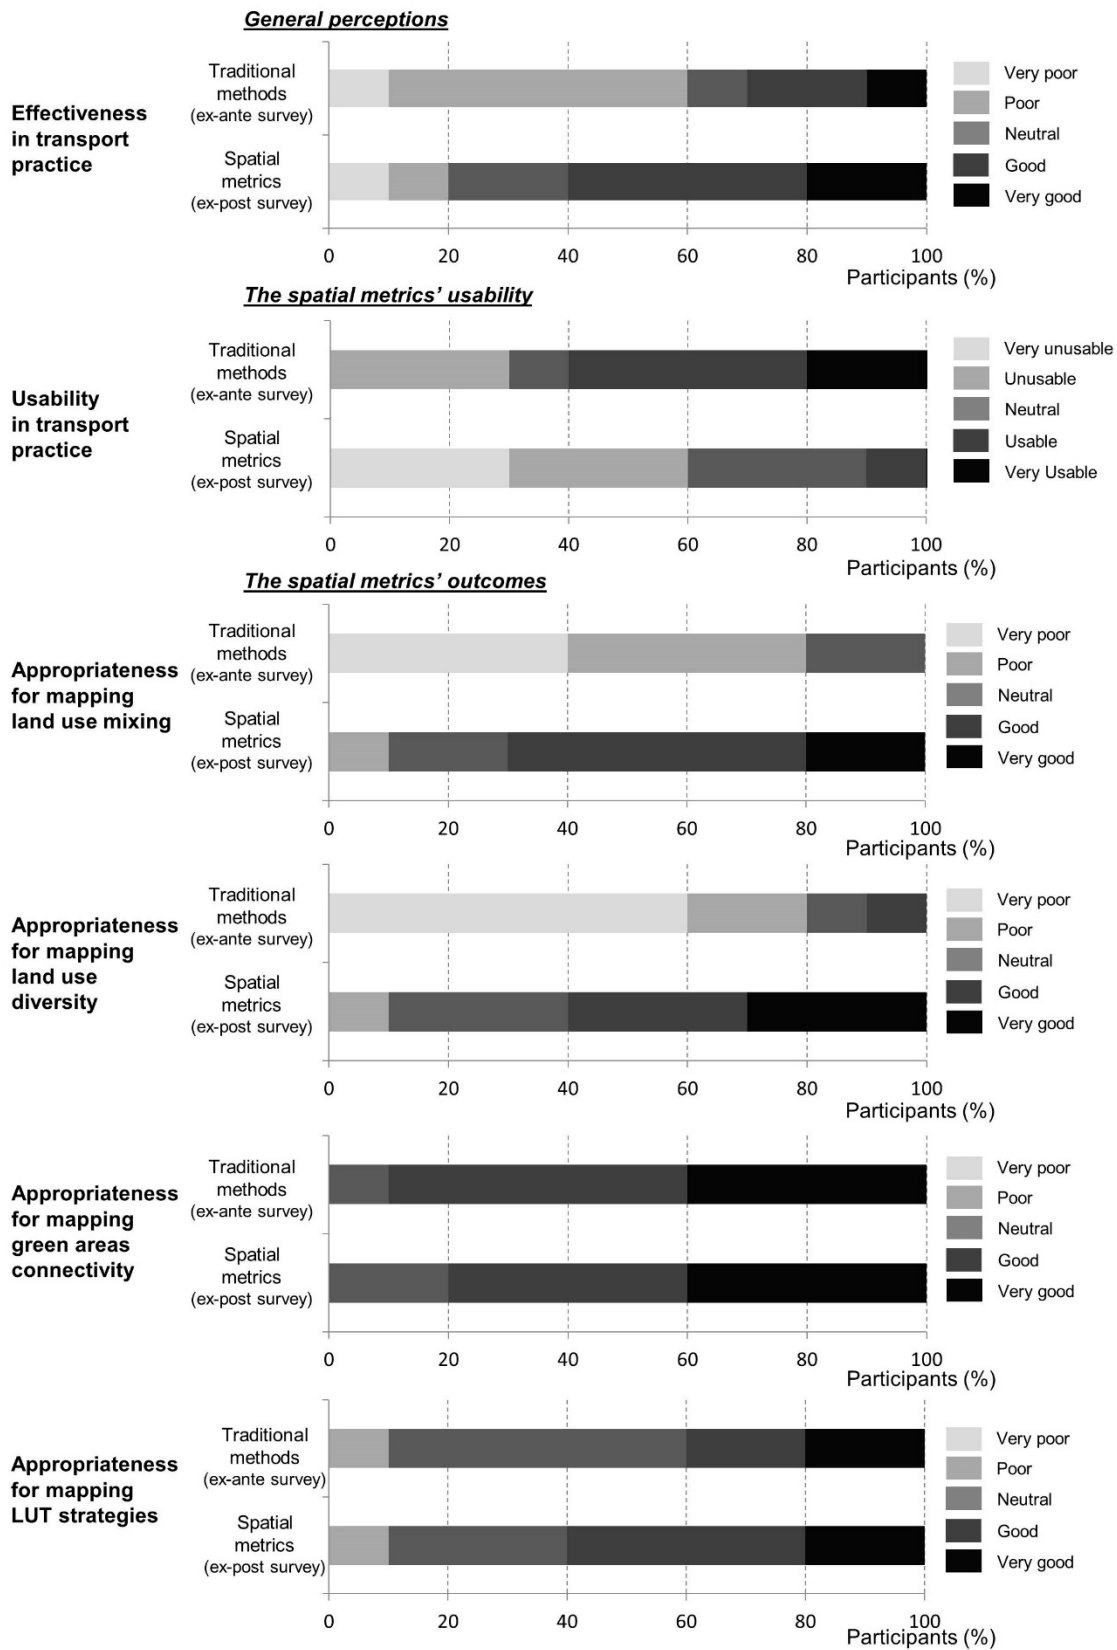 General perceptions
Effectiveness
in transport
practice
Traditional
methods
(ex-ante survey)
Spatial
metrics
(ex-post survey)
Very poor
Poor
Neutral
Good
Very good
0 20 40 60 80 100
Participants (%)
The spatial metrics’ usability
Usability
in transport
practice
Traditional
methods
(ex-ante survey)
Spatial
metrics
(ex-post survey)
Very unusable
Unusable
Neutral
Usable
Very Usable
0 20 40 60 80 100
Participants (%)
The spatial metrics’ outcomes
Appropriateness
for mapping
land use mixing
Traditional
methods
(ex-ante survey)
Spatial
metrics
(ex-post survey)
Very poor
Poor
Neutral
Good
Very good
0 20 40 60 80 100
Participants (%)
Appropriateness
for mapping
land use
diversity
Traditional
methods
(ex-ante survey)
Spatial
metrics
(ex-post survey)
Very poor
Poor
Neutral
Good
Very good
0 20 40 60 80 100
Participants (%)
Appropriateness
for mapping
green areas
connectivity
Traditional
methods
(ex-ante survey)
Spatial
metrics
(ex-post survey)
Very poor
Poor
Neutral
Good
Very good
0 20 40 60 80 100
Participants (%)
Appropriateness
for mapping
LUT strategies
Traditional
methods
(ex-ante survey)
Spatial
metrics
(ex-post survey)
Very poor
Poor
Neutral
Good
Very good
0 20 40 60 80 100
Participants (%)